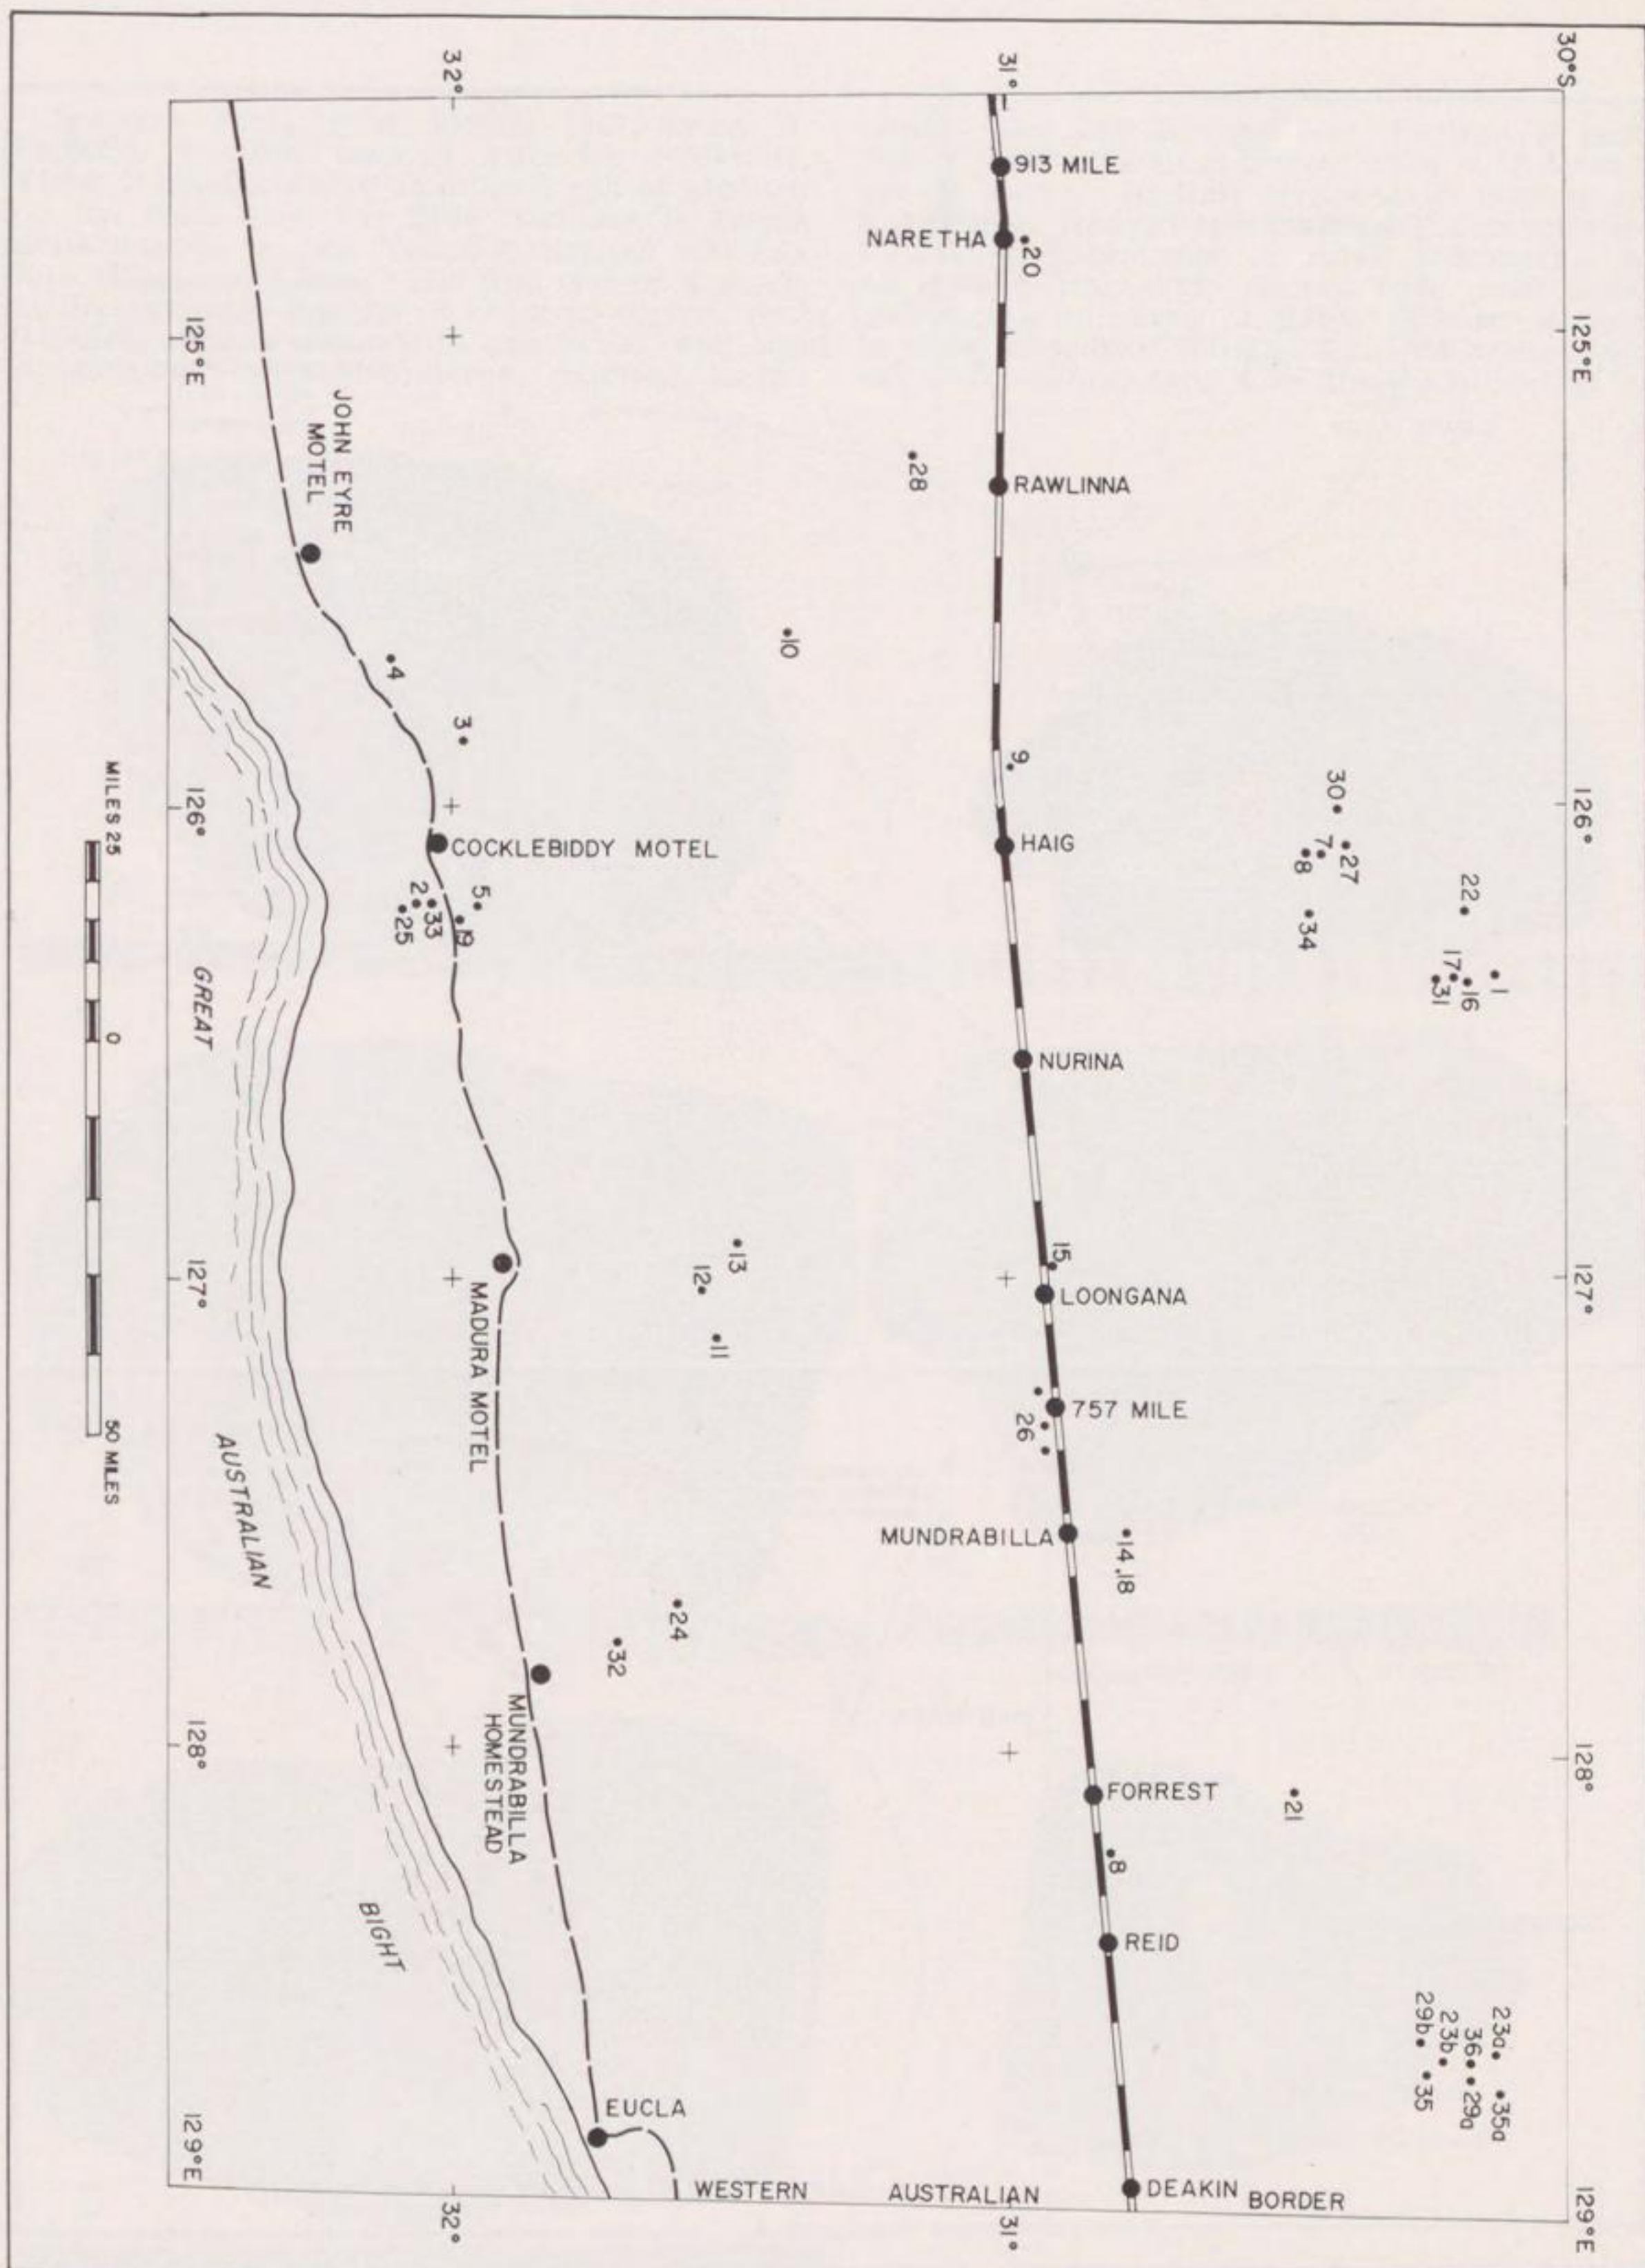 30°S
31°
32°
125°E
126°
127°
128°
129°E
913 MILE
NARETHA
20
28
RAWLINNA
10
9
HAIG
30
27
7
8
34
22
1
16
17
31
NURINA
13
12
11
15
LOONGANA
757 MILE
26
MUNDRABILLA
14,18
24
32
FORREST
21
8
REID
23a
36
23b
29b
35a
29a
35
DEAKIN
WESTERN AUSTRALIAN BORDER
31°
32°
JOHN EYRE
MOTEL
4
3
COCKLEBIDDY MOTEL
5
19
33
2
25
MADURA MOTEL
MUNDRABILLA
HOMESTEAD
EUCLA
125°E
126°
127°
128°
129°E
GREAT
AUSTRALIAN
BIGHT
MILES 25
0
50 MILES